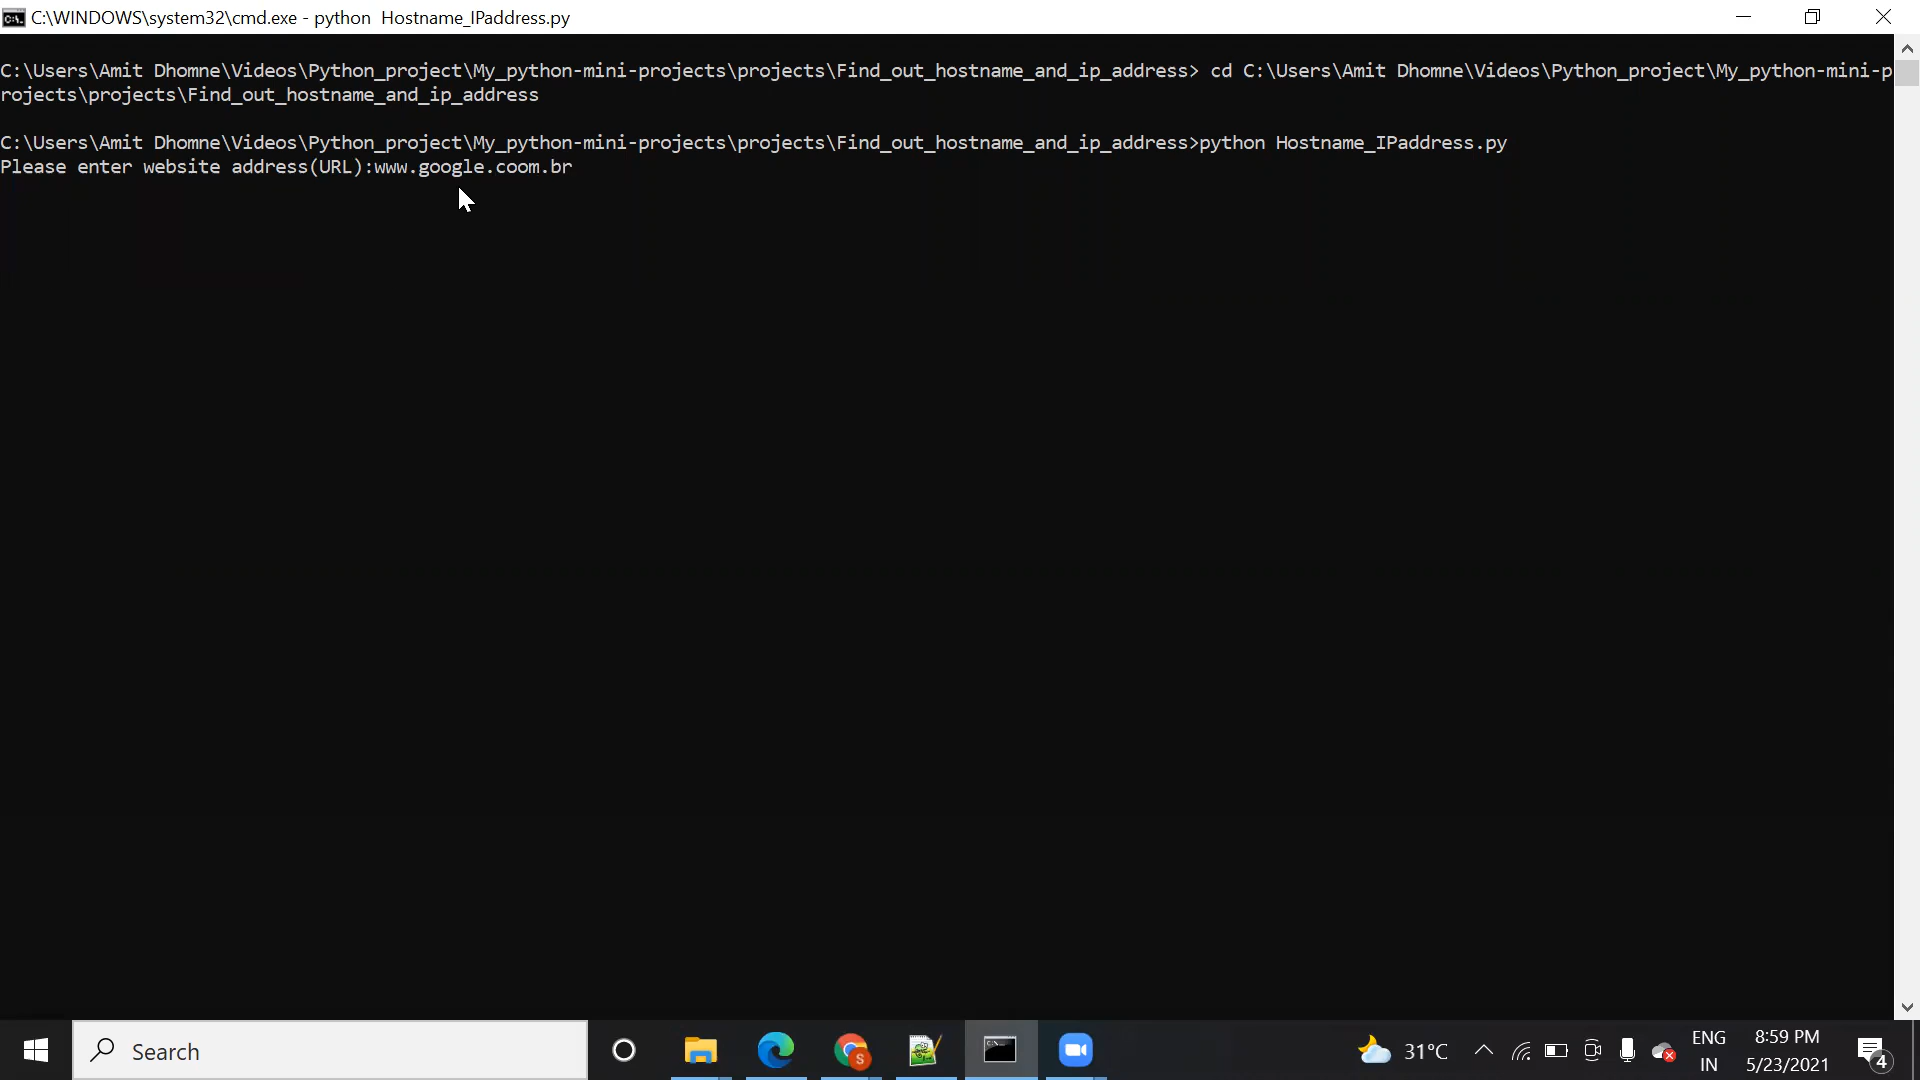 C:\WINDOWS\system32\cmd.exe - python  Hostname_IPaddress.py
C:\Users\Amit Dhomne\Videos\Python_project\My_python-mini-projects\projects\Find_out_hostname_and_ip_address> cd C:\Users\Amit Dhomne\Videos\Python_project\My_python-mini-p
rojects\projects\Find_out_hostname_and_ip_address
C:\Users\Amit Dhomne\Videos\Python_project\My_python-mini-projects\projects\Find_out_hostname_and_ip_address>python Hostname_IPaddress.py
Please enter website address(URL):www.google.coom.br
Search
S
31°C
ENG
IN
8:59 PM
5/23/2021
4